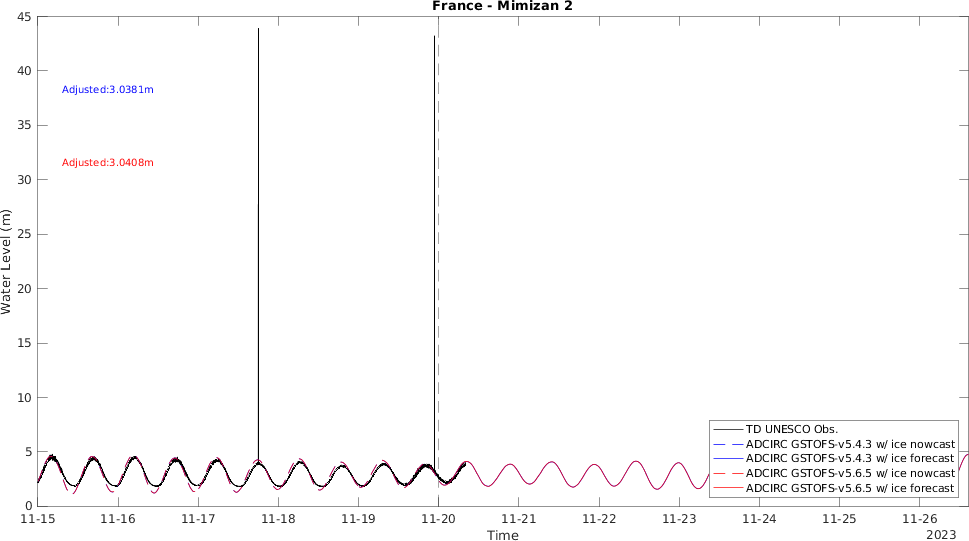 France - Mimizan 2
45
40
35
30
25
20
15
10
5
0
Water Level (m)
Adjusted:3.0381m
Adjusted:3.0408m
TD UNESCO Obs.
ADCIRC GSTOFS-v5.4.3 w/ ice nowcast
ADCIRC GSTOFS-v5.4.3 w/ ice forecast
ADCIRC GSTOFS-v5.6.5 w/ ice nowcast
ADCIRC GSTOFS-v5.6.5 w/ ice forecast
11-15 11-16 11-17 11-18 11-19 11-20 11-21 11-22 11-23 11-24 11-25 11-26
Time
2023